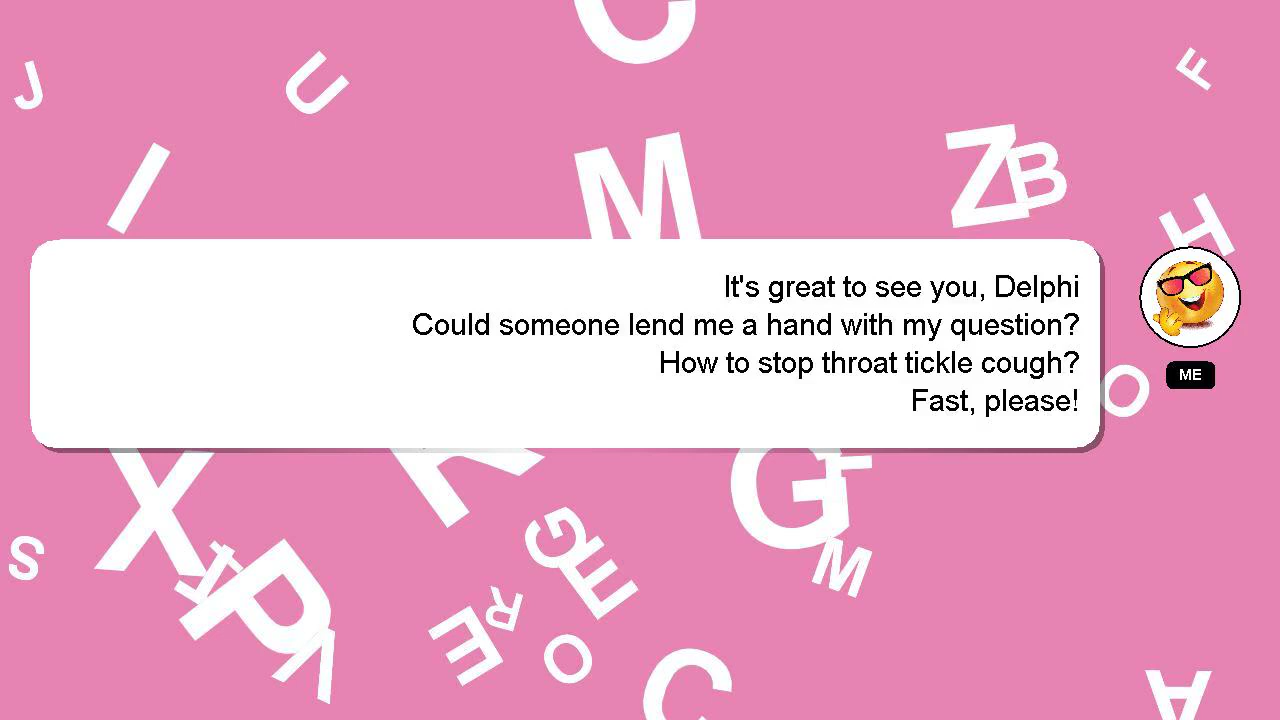 C
J
U
F
I
M
Z
B
H
It's great to see you, Delphi
Could someone lend me a hand with my question?
How to stop throat tickle cough?
Fast, please!
ME
O
X
K
G
F
S
G
E
M
I
P
V
E
R
O
C
A